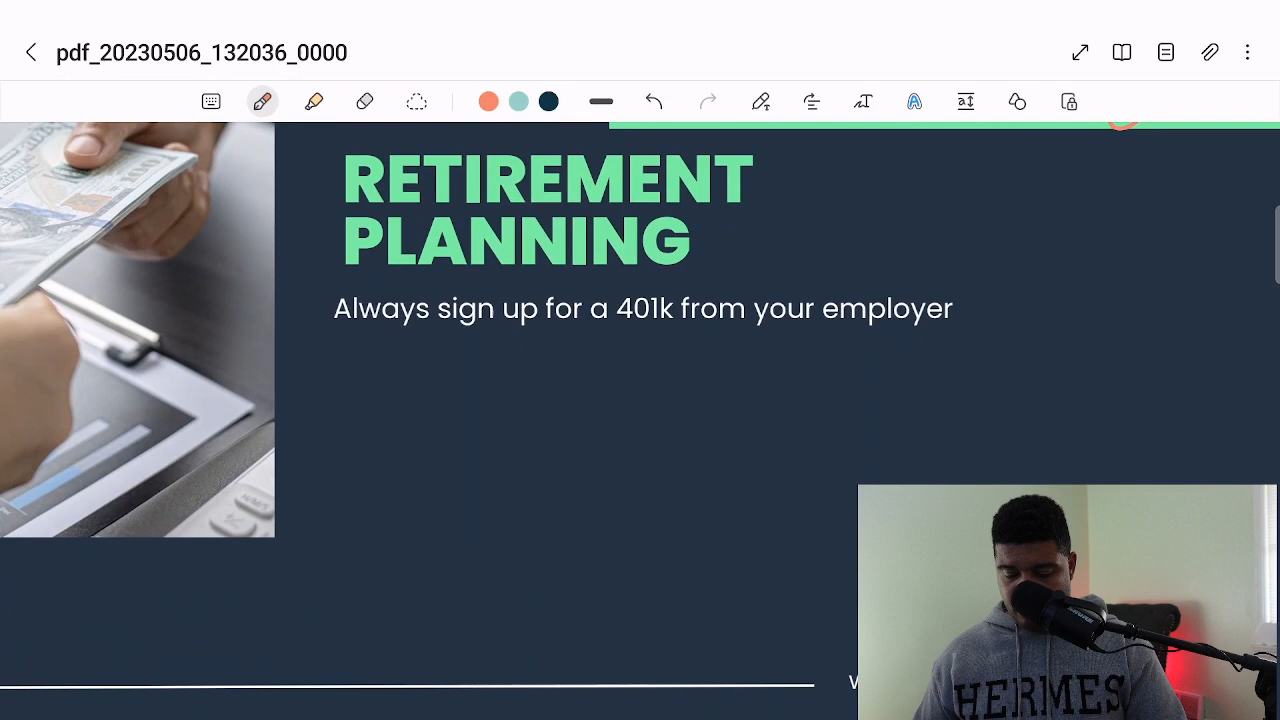 pdf_20230506_132036_0000
RETIREMENT
PLANNING
Always sign up for a 401k from your employer
HERMES